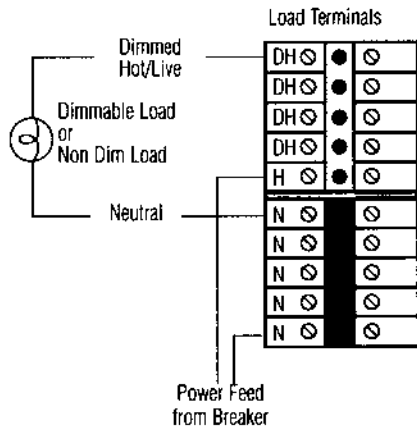 Load Terminals
Dimmed
Hot/Live
DH
DH
Dimmable Load
or
Non Dim Load
DH
DH
H
Neutral
N
N
N
N
N
Power Feed
from Breaker